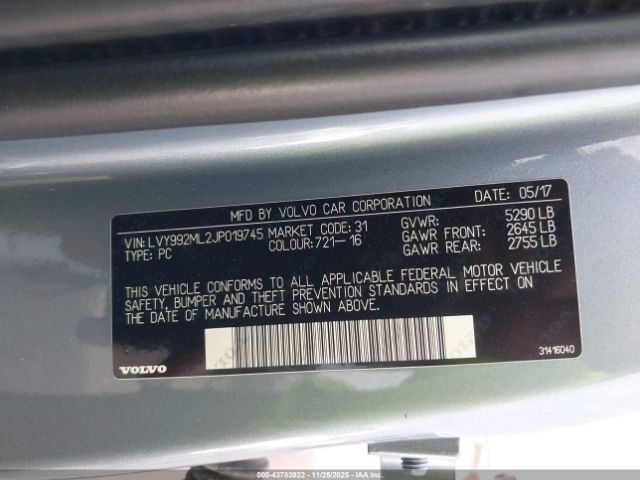 MFD BY VOLVO CAR CORPORATION DATE: 05/17
VIN: LVY992ML2JP019745 MARKET CODE: 31 GVWR: 5290 LB
TYPE: PC COLOUR: 721-16 GAWR FRONT: 2645 LB
GAWR REAR: 2755 LB
THIS VEHICLE CONFORMS TO ALL APPLICABLE FEDERAL MOTOR VEHICLE
SAFETY, BUMPER AND THEFT PREVENTION STANDARDS IN EFFECT ON
THE DATE OF MANUFACTURE SHOWN ABOVE.
VOLVO 31416040
000-43783922 - 11/25/2025 - IAA, Inc.